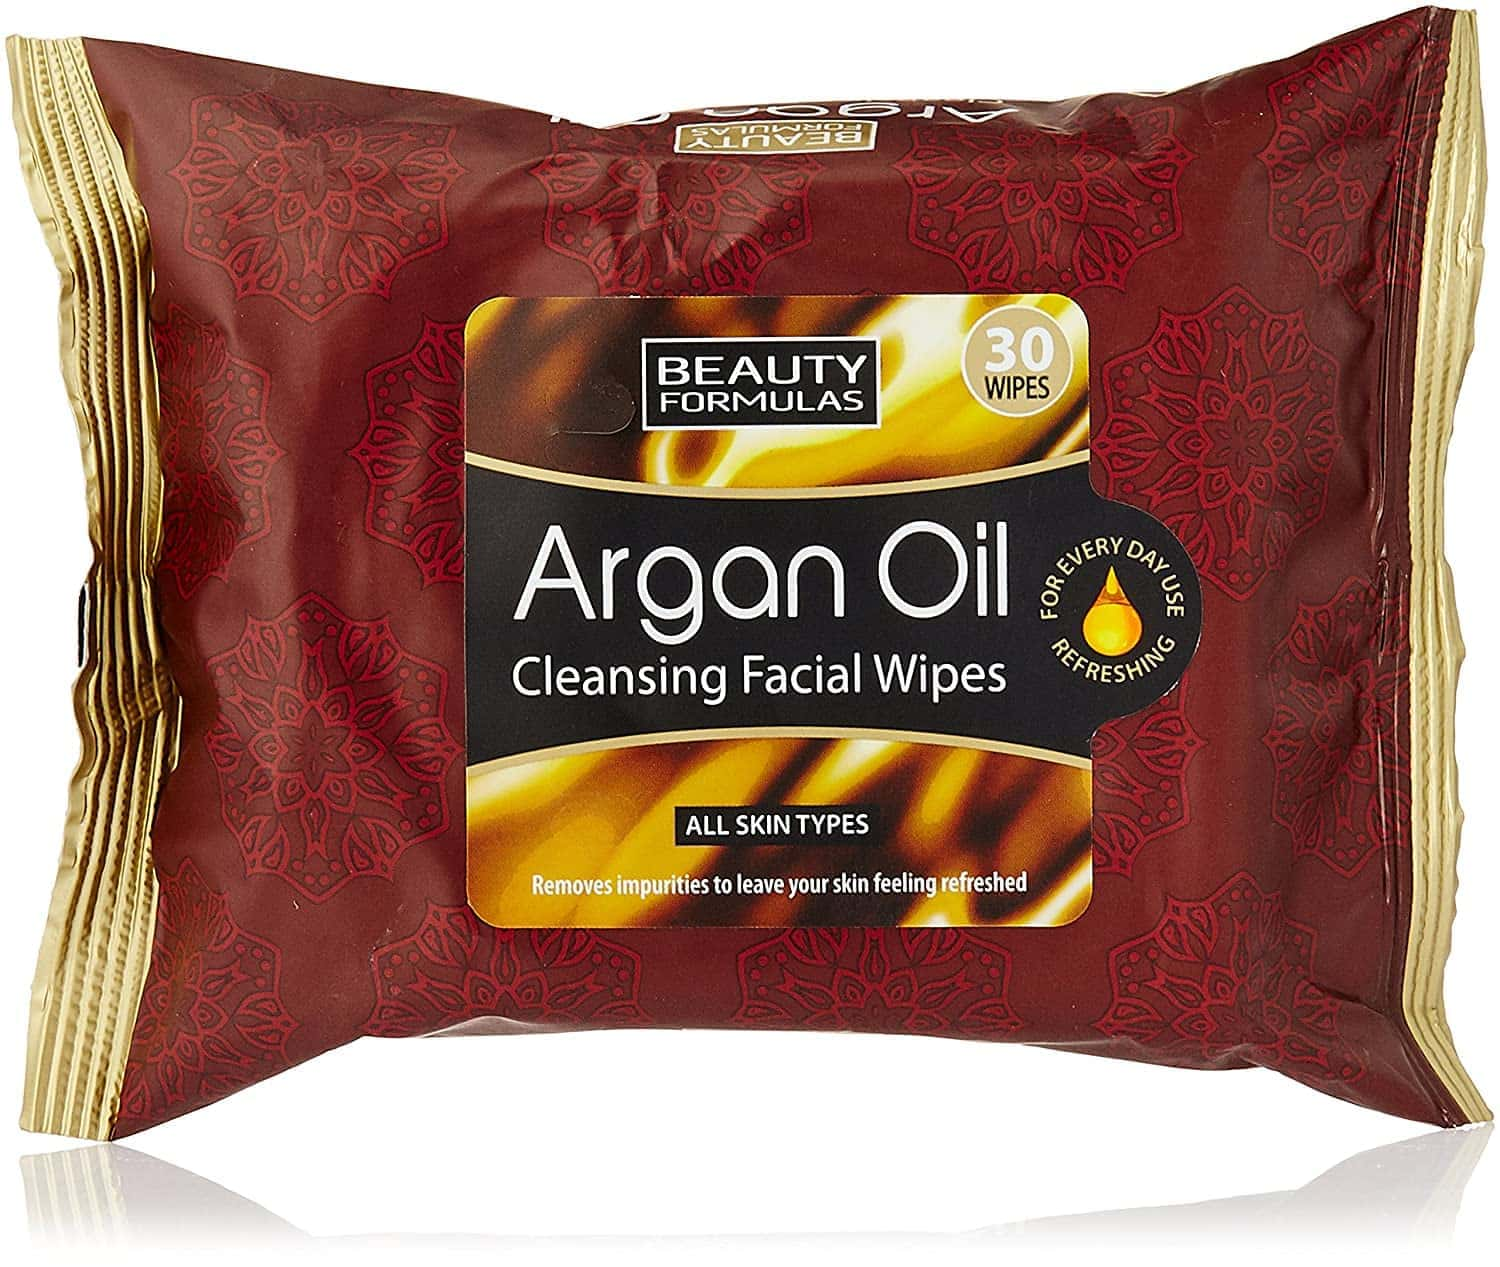 Argan
BEAUTY
FORMULAS
BEAUTY
FORMULAS
30
WIPES
Argan Oil
Cleansing Facial Wipes
FOR EVERY DAY USE
REFRESHING
ALL SKIN TYPES
Removes impurities to leave your skin feeling refreshed